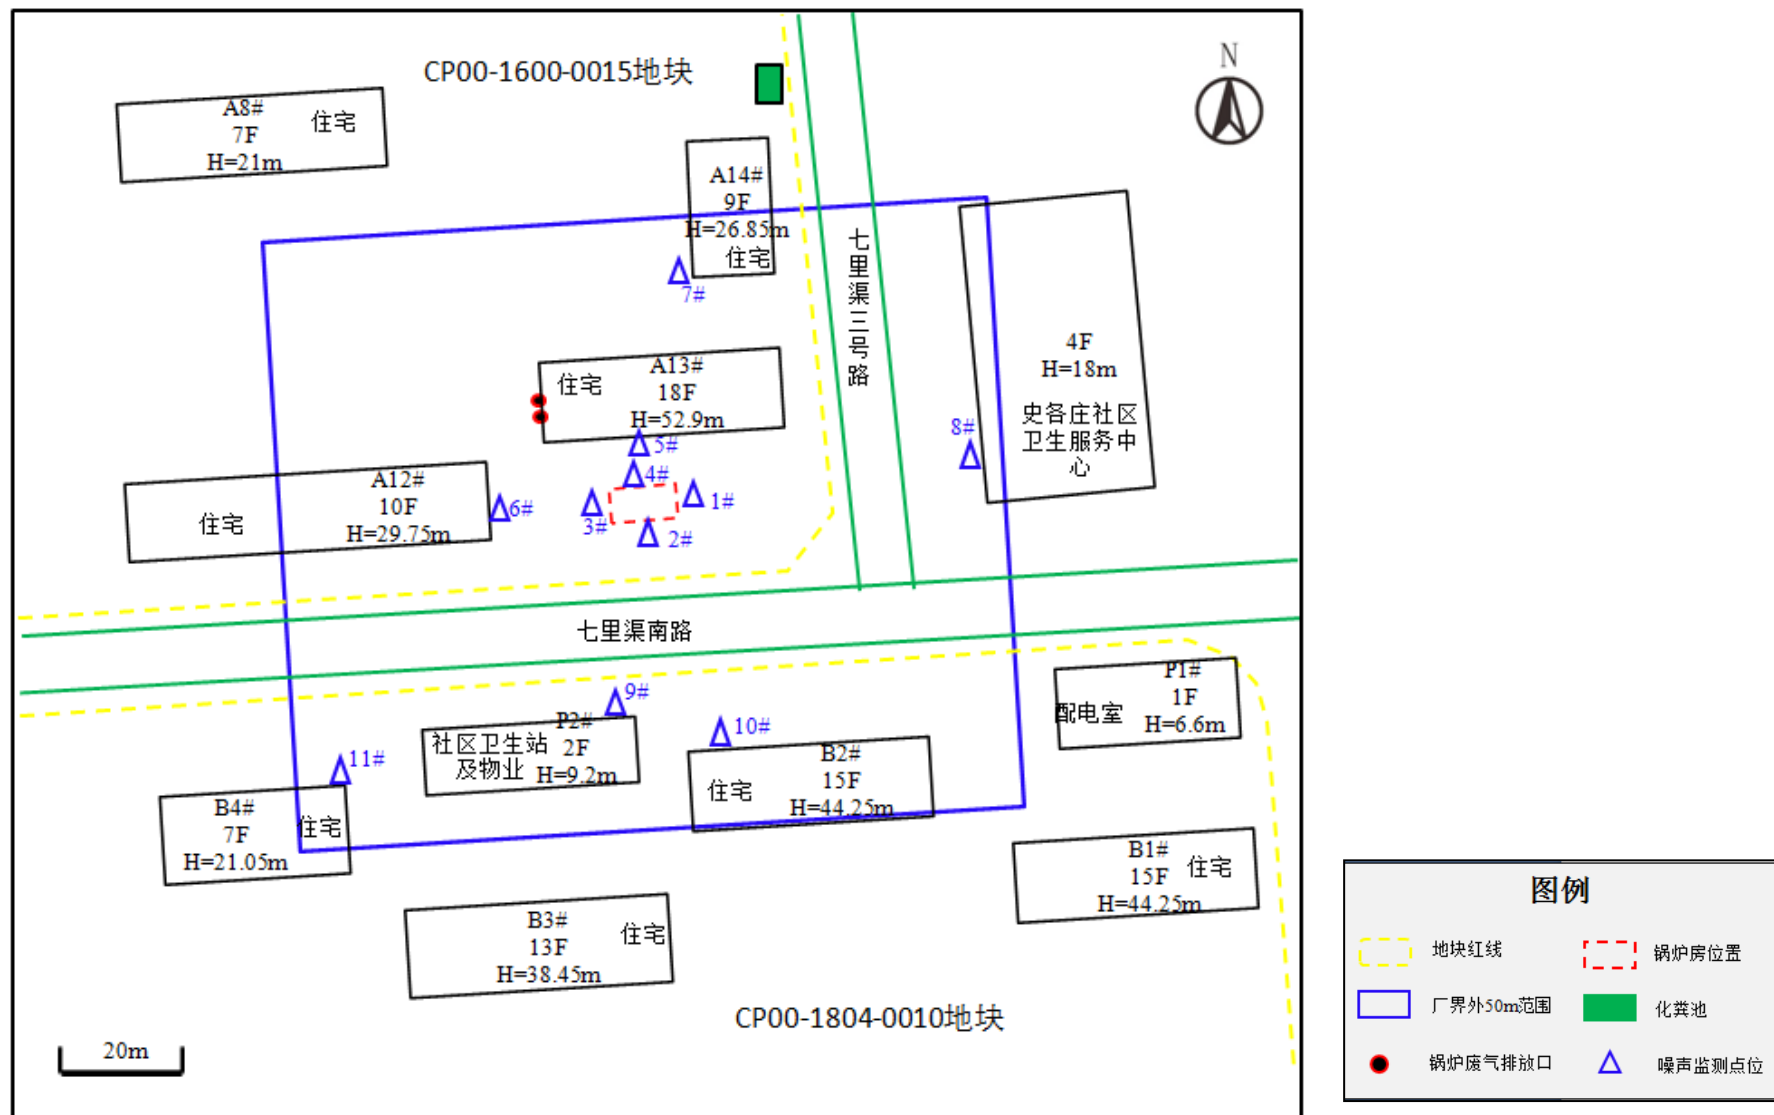 CP00-1600-0015地块
N
A8#
住宅
7F
H=21m
A14#
9F
H=26.85m
住宅
7#
七里渠三号路
A13#
住宅
18F
H=52.9m
5#
4F
H=18m
史各庄社区
卫生服务中
心
8#
A12#
10F
住宅
H=29.75m
6#
4#
3#
1#
2#
七里渠南路
9#
P2#
社区卫生站
2F
及物业
H=9.2m
10#
11#
B2#
15F
住宅
H=44.25m
P1#
1F
配电室
H=6.6m
B4#
7F
住宅
H=21.05m
B1#
住宅
15F
H=44.25m
B3#
13F
住宅
H=38.45m
CP00-1804-0010地块
20m
图例
地块红线
锅炉房位置
厂界外50m范围
化粪池
锅炉废气排放口
噪声监测点位